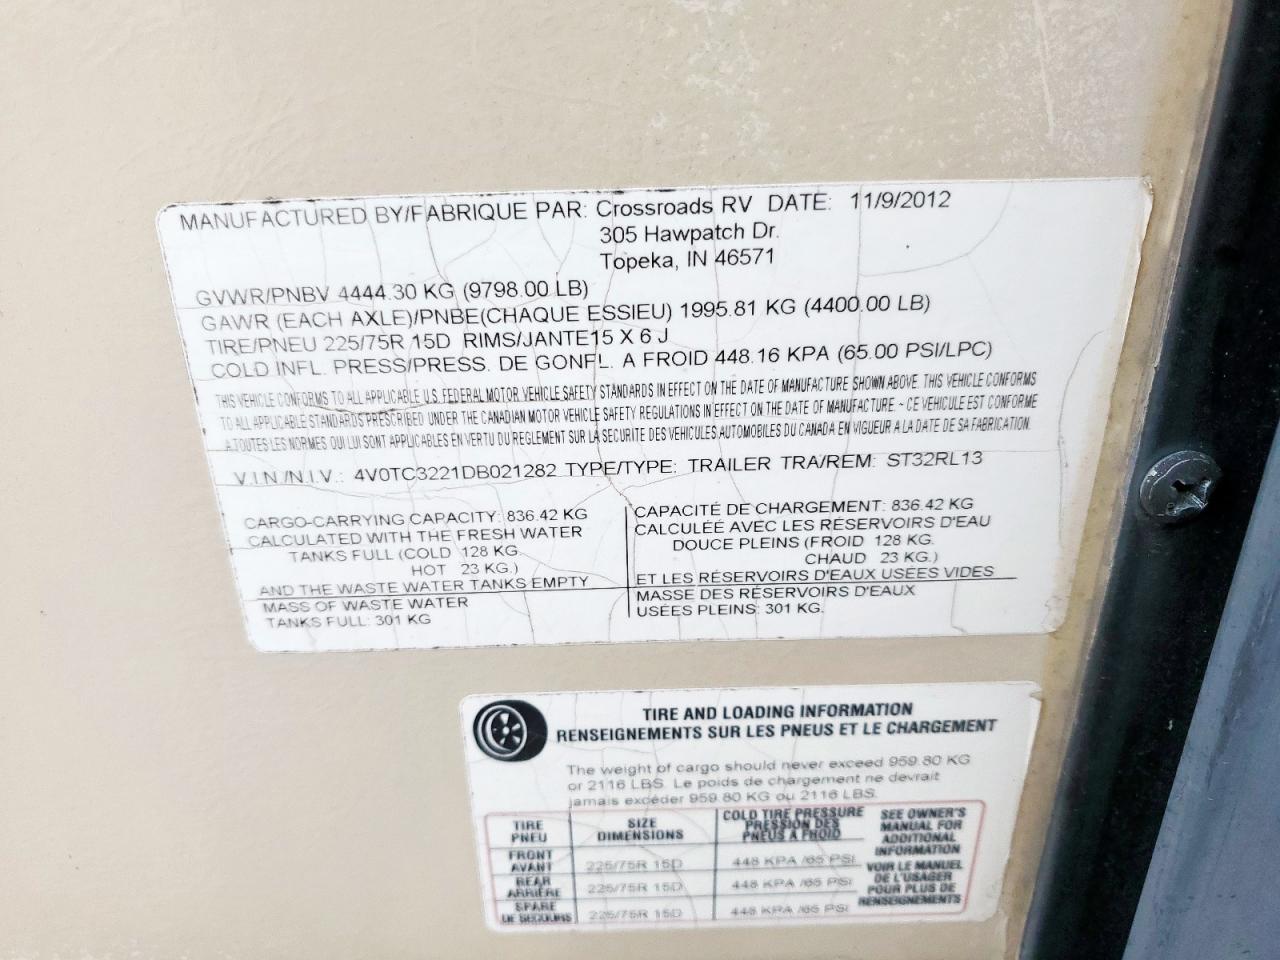 MANUFACTURED BY/FABRIQUE PAR: Crossroads RV DATE: 11/9/2012
305 Hawpatch Dr.
Topeka, IN 46571
GVWR/PNBV 4444.30 KG (9798.00 LB)
GAWR (EACH AXLE)/PNBE(CHAQUE ESSIEU) 1995.81 KG (4400.00 LB)
TIRE/PNEU 225/75R 15D RIMS/JANTE15 X 6 J
COLD INFL. PRESS/PRESS. DE GONFL. A FROID 448.16 KPA (65.00 PSI/LPC)
THIS VEHICLE CONFORMS TO ALL APPLICABLE U.S. FEDERAL MOTOR VEHICLE SAFETY STANDARDS IN EFFECT ON THE DATE OF MANUFACTURE SHOWN ABOVE. THIS VEHICLE CONFORMS
TO ALL APPLICABLE STANDARDS PRESCRIBED UNDER THE CANADIAN MOTOR VEHICLE SAFETY REGULATIONS IN EFFECT ON THE DATE OF MANUFACTURE. ~ CE VEHICULE EST CONFORME
A TOUTES LES NORMES QUI LUI SONT APPLICABLES EN VERTU DU REGLEMENT SUR LA SECURITE DES VEHICULES AUTOMOBILES DU CANADA EN VIGUEUR A LA DATE DE SA FABRICATION.
V.I.N./N.I.V.: 4V0TC3221DB021282 TYPE/TYPE: TRAILER TRA/REM: ST32RL13
CARGO-CARRYING CAPACITY: 836.42 KG
CALCULATED WITH THE FRESH WATER
TANKS FULL (COLD 128 KG.
HOT 23 KG.)
AND THE WASTE WATER TANKS EMPTY
MASS OF WASTE WATER
TANKS FULL: 301 KG
CAPACITÉ DE CHARGEMENT: 836.42 KG
CALCULÉE AVEC LES RÉSERVOIRS D'EAU
DOUCE PLEINS (FROID 128 KG.
CHAUD 23 KG.)
ET LES RÉSERVOIRS D'EAUX USÉES VIDES
MASSE DES RÉSERVOIRS D'EAUX
USÉES PLEINS: 301 KG.
TIRE AND LOADING INFORMATION
RENSEIGNEMENTS SUR LES PNEUS ET LE CHARGEMENT
The weight of cargo should never exceed 959.80 KG
or 2116 LBS. Le poids de chargement ne devrait
jamais excéder 959.80 KG ou 2116 LBS.
TIRE
PNEU
SIZE
DIMENSIONS
COLD TIRE PRESSURE
PRESSION DES
PNEUS A FROID
SEE OWNER'S
MANUAL FOR
ADDITIONAL
INFORMATION
VOIR LE MANUEL
DE L'USAGER
POUR PLUS DE
RENSEIGNEMENTS
FRONT
AVANT
225/75R 15D
448 KPA /65 PSI
REAR
ARRIÈRE
225/75R 15D
448 KPA /65 PSI
SPARE
DE SECOURS
225/75R 15D
448 KPA /65 PSI